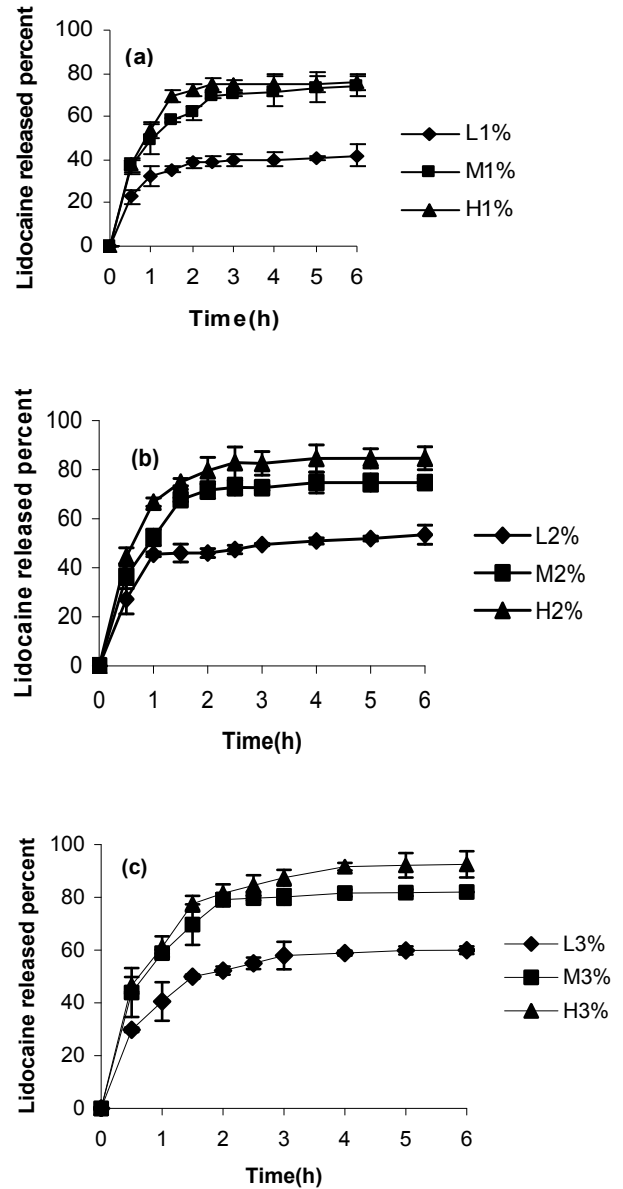 (a)
Lidocaine released percent
100
80
60
40
20
0
0 1 2 3 4 5 6
Time(h)
L1%
M1%
H1%
(b)
Lidocaine released percent
100
80
60
40
20
0
0 1 2 3 4 5 6
Time(h)
L2%
M2%
H2%
(c)
Lidocaine released percent
100
80
60
40
20
0
0 1 2 3 4 5 6
Time(h)
L3%
M3%
H3%